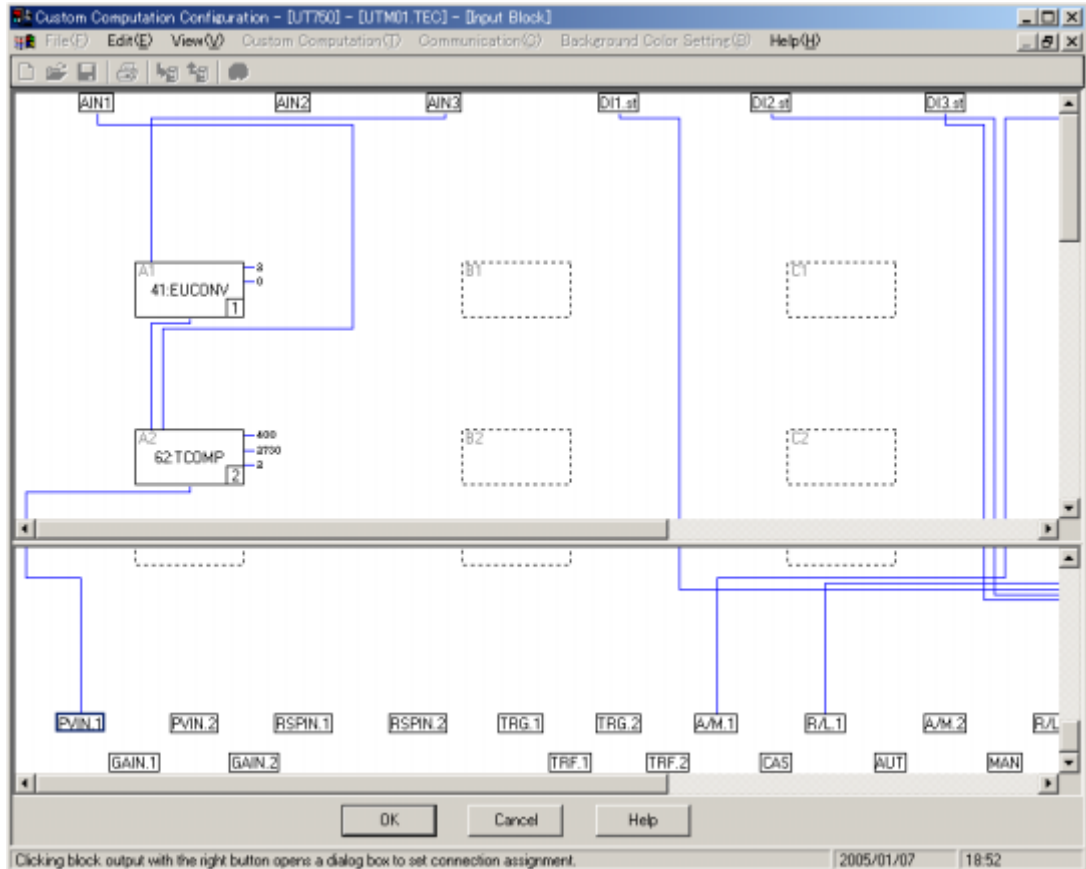 Custom Computation Configuration - [UT750] - [UTM01.TEC] - [Input Block]
File(F) Edit(E) View(V) Custom Computation(T) Communication(C) Background Color Setting(B) Help(H)
AIN1 AIN2 AIN3 DI1.st DI2.st DI3.st
A1 B1 C1
41:EUCONV
1
0
A2 B2 C2
62:TCOMP
2
400
2730
2
PVIN.1 PVIN.2 RSPIN.1 RSPIN.2 TRG.1 TRG.2 A/M.1 R/L.1 A/M.2 R/L
GAIN.1 GAIN.2 TRF.1 TRF.2 CAS AUT MAN
OK Cancel Help
Clicking block output with the right button opens a dialog box to set connection assignment. 2005/01/07 18:52